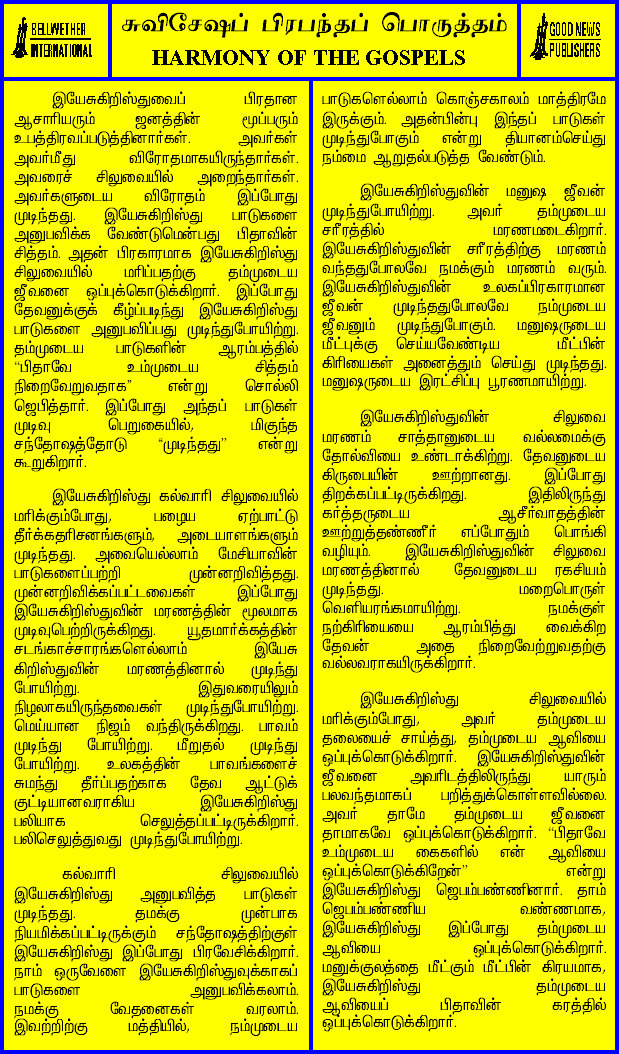 BELLWETHER
INTERNATIONAL
சுவிசேஷப் பிரபந்தப் பொருத்தம்
HARMONY OF THE GOSPELS
GOOD NEWS
PUBLISHERS
இயேசுகிறிஸ்துவைப் பிரதான
ஆசாரியரும் ஜனத்தின் மூப்பரும்
உபத்திரவப்படுத்தினார்கள். அவர்கள்
அவர்மீது விரோதமாகயிருந்தார்கள்.
அவரைச் சிலுவையில் அறைந்தார்கள்.
அவர்களுடைய விரோதம் இப்போது
முடிந்தது. இயேசுகிறிஸ்து பாடுகளை
அனுபவிக்க வேண்டுமென்பது பிதாவின்
சித்தம். அதன் பிரகாரமாக இயேசுகிறிஸ்து
சிலுவையில் மரிப்பதற்கு தம்முடைய
ஜீவனை ஒப்புக்கொடுக்கிறார். இப்போது
தேவனுக்குக் கீழ்ப்படிந்து இயேசுகிறிஸ்து
பாடுகளை அனுபவிப்பது முடிந்துபோயிற்று.
தம்முடைய பாடுகளின் ஆரம்பத்தில்
“பிதாவே உம்முடைய சித்தம்
நிறைவேறுவதாக” என்று சொல்லி
ஜெபித்தார். இப்போது அந்தப் பாடுகள்
முடிவு பெறுகையில், மிகுந்த
சந்தோஷத்தோடு “முடிந்தது” என்று
கூறுகிறார்.
இயேசுகிறிஸ்து கல்வாரி சிலுவையில்
மரிக்கும்போது, பழைய ஏற்பாட்டு
தீர்க்கதரிசனங்களும், அடையாளங்களும்
முடிந்தது. அவையெல்லாம் மேசியாவின்
பாடுகளைப்பற்றி முன்னறிவித்தது.
முன்னறிவிக்கப்பட்டவைகள் இப்போது
இயேசுகிறிஸ்துவின் மரணத்தின் மூலமாக
முடிவுபெற்றிருக்கிறது. யூதமார்க்கத்தின்
சடங்காச்சாரங்களெல்லாம் இயேசு
கிறிஸ்துவின் மரணத்தினால் முடிந்து
போயிற்று. இதுவரையிலும்
நிழலாகயிருந்தவைகள் முடிந்துபோயிற்று.
மெய்யான நிஜம் வந்திருக்கிறது. பாவம்
முடிந்து போயிற்று. மீறுதல் முடிந்து
போயிற்று. உலகத்தின் பாவங்களைச்
சுமந்து தீர்ப்பதற்காக தேவ ஆட்டுக்
குட்டியானவராகிய இயேசுகிறிஸ்து
பலியாக செலுத்தப்பட்டிருக்கிறார்.
பலிசெலுத்துவது முடிந்துபோயிற்று.
கல்வாரி சிலுவையில்
இயேசுகிறிஸ்து அனுபவித்த பாடுகள்
முடிந்தது. தமக்கு முன்பாக
நியமிக்கப்பட்டிருக்கும் சந்தோஷத்திற்குள்
இயேசுகிறிஸ்து இப்போது பிரவேசிக்கிறார்.
நாம் ஒருவேளை இயேசுகிறிஸ்துவுக்காகப்
பாடுகளை அனுபவிக்கலாம்.
நமக்கு வேதனைகள் வரலாம்.
இவற்றிற்கு மத்தியில், நம்முடைய
பாடுகளெல்லாம் கொஞ்சகாலம் மாத்திரமே
இருக்கும். அதன்பின்பு இந்தப் பாடுகள்
முடிந்துபோகும் என்று தியானம்செய்து
நம்மை ஆறுதல்படுத்த வேண்டும்.
இயேசுகிறிஸ்துவின் மனுஷ ஜீவன்
முடிந்துபோயிற்று. அவர் தம்முடைய
சரீரத்தில் மரணமடைகிறார்.
இயேசுகிறிஸ்துவின் சரீரத்திற்கு மரணம்
வந்ததுபோலவே நமக்கும் மரணம் வரும்.
இயேசுகிறிஸ்துவின் உலகப்பிரகாரமான
ஜீவன் முடிந்ததுபோலவே நம்முடைய
ஜீவனும் முடிந்துபோகும். மனுஷருடைய
மீட்புக்கு செய்யவேண்டிய மீட்பின்
கிரியைகள் அனைத்தும் செய்து முடிந்தது.
மனுஷருடைய இரட்சிப்பு பூரணமாயிற்று.
இயேசுகிறிஸ்துவின் சிலுவை
மரணம் சாத்தானுடைய வல்லமைக்கு
தோல்வியை உண்டாக்கிற்று. தேவனுடைய
கிருபையின் ஊற்றானது. இப்போது
திறக்கப்பட்டிருக்கிறது. இதிலிருந்து
கர்த்தருடைய ஆசீர்வாதத்தின்
ஊற்றுத்தண்ணீர் எப்போதும் பொங்கி
வழியும். இயேசுகிறிஸ்துவின் சிலுவை
மரணத்தினால் தேவனுடைய ரகசியம்
முடிந்தது. மறைபொருள்
வெளியரங்கமாயிற்று. நமக்குள்
நற்கிரியையை ஆரம்பித்து வைக்கிற
தேவன் அதை நிறைவேற்றுவதற்கு
வல்லவராகயிருக்கிறார்.
இயேசுகிறிஸ்து சிலுவையில்
மரிக்கும்போது, அவர் தம்முடைய
தலையைச் சாய்த்து, தம்முடைய ஆவியை
ஒப்புக்கொடுக்கிறார். இயேசுகிறிஸ்துவின்
ஜீவனை அவரிடத்திலிருந்து யாரும்
பலவந்தமாகப் பறித்துக்கொள்ளவில்லை.
அவர் தாமே தம்முடைய ஜீவனை
தாமாகவே ஒப்புக்கொடுக்கிறார். “பிதாவே
உம்முடைய கைகளில் என் ஆவியை
ஒப்புக்கொடுக்கிறேன்” என்று
இயேசுகிறிஸ்து ஜெபம்பண்ணினார். தாம்
ஜெபம்பண்ணிய வண்ணமாக,
இயேசுகிறிஸ்து இப்போது தம்முடைய
ஆவியை ஒப்புக்கொடுக்கிறார்.
மனுக்குலத்தை மீட்கும் மீட்பின் கிரயமாக,
இயேசுகிறிஸ்து தம்முடைய
ஆவியைப் பிதாவின் கரத்தில்
ஒப்புக்கொடுக்கிறார்.